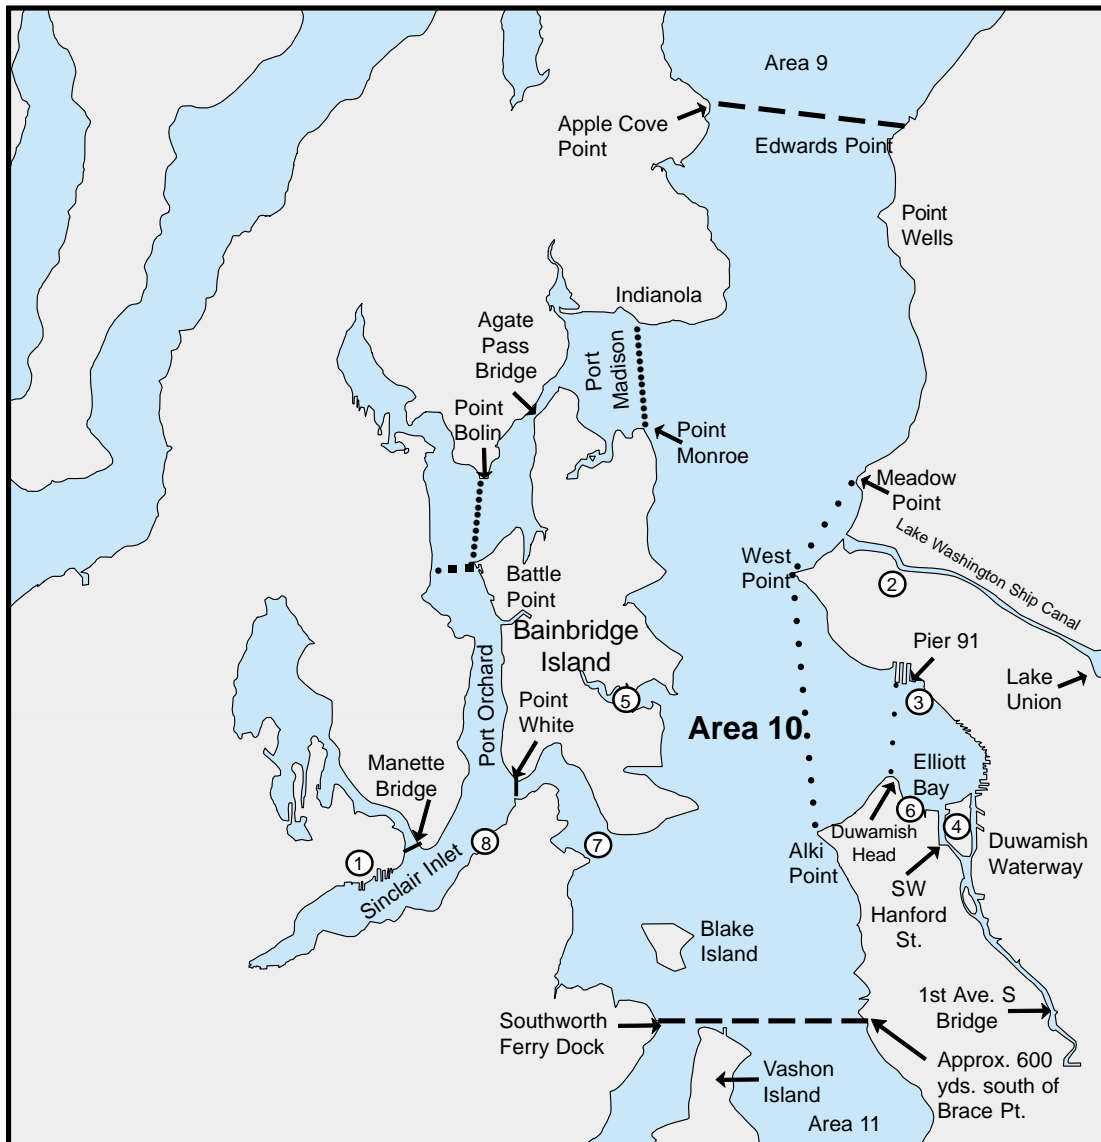 Area 9
Apple Cove
Point
Edwards Point
Point
Wells
Indianola
Agate
Pass
Bridge
Port
Madison
Point
Bolin
Point
Monroe
Meadow
Point
Lake Washington Ship Canal
West
Point
2
Battle
Point
Bainbridge
Island
Pier 91
Lake
Union
Port Orchard
5
3
Point
White
Area 10
Manette
Bridge
Elliott
Bay
6
4
Duwamish
Head
Duwamish
Waterway
1
8
7
Sinclair Inlet
Alki
Point
SW
Hanford
St.
Blake
Island
1st Ave. S
Bridge
Southworth
Ferry Dock
Approx. 600
yds. south of
Brace Pt.
Vashon
Island
Area 11